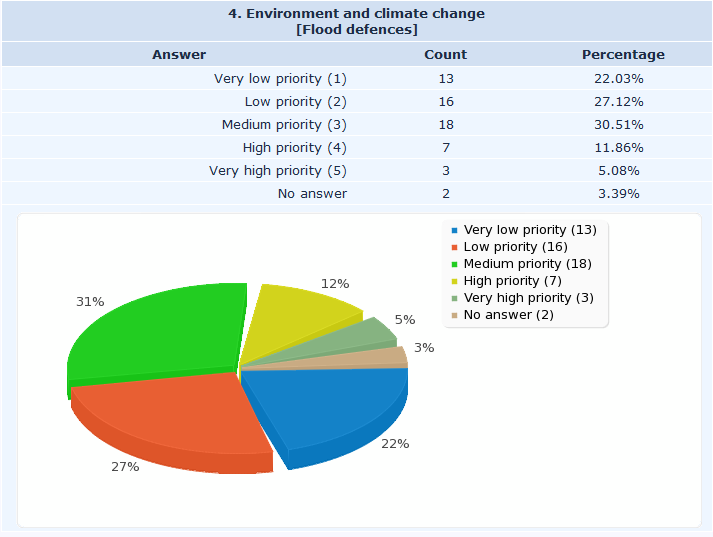 4. Environment and climate change
[Flood defences]
Answer Count Percentage
Very low priority (1) 13 22.03%
Low priority (2) 16 27.12%
Medium priority (3) 18 30.51%
High priority (4) 7 11.86%
Very high priority (5) 3 5.08%
No answer 2 3.39%
Very low priority (13)
Low priority (16)
Medium priority (18)
High priority (7)
Very high priority (3)
No answer (2)
12%
31%
5%
3%
22%
27%